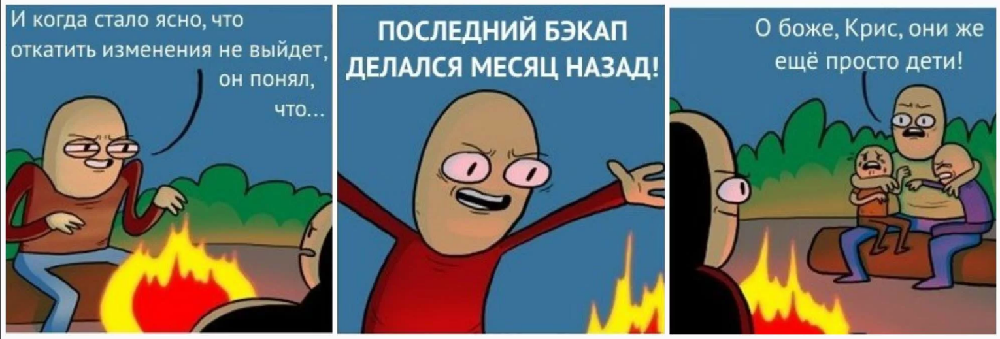 И когда стало ясно, что
откатить изменения не выйдет,
он понял,
что...
ПОСЛЕДНИЙ БЭКАП
ДЕЛАЛСЯ МЕСЯЦ НАЗАД!
О боже, Крис, они же
ещё просто дети!